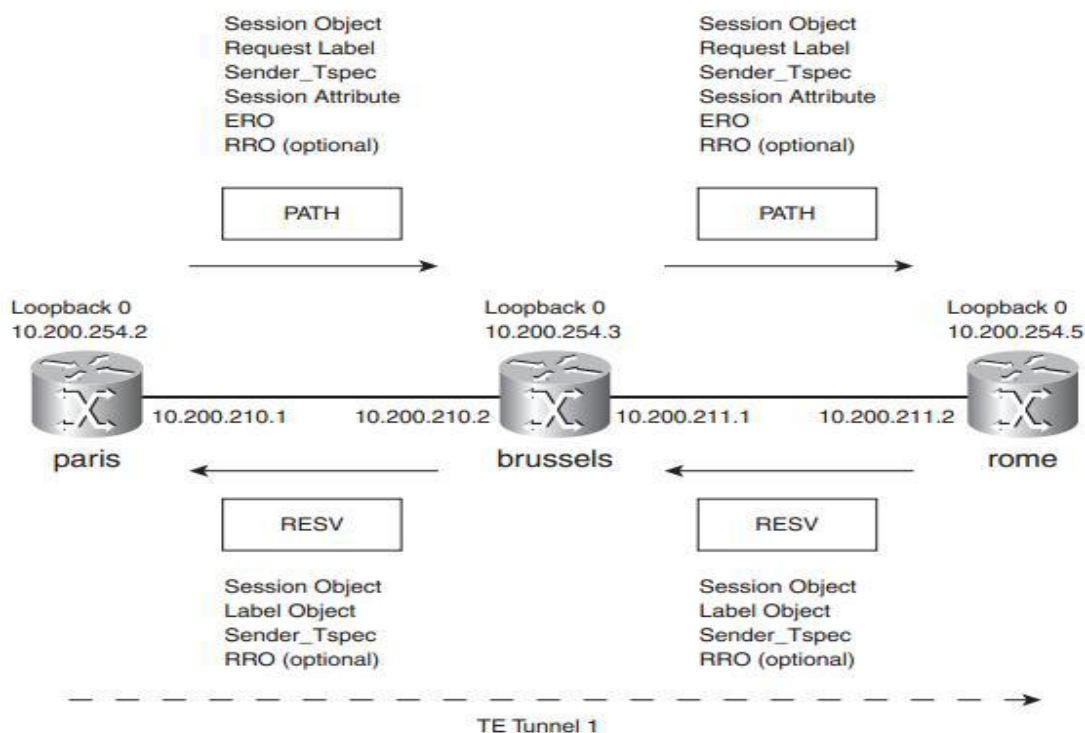 Session Object
Request Label
Sender_Tspec
Session Attribute
ERO
RRO (optional)
Session Object
Request Label
Sender_Tspec
Session Attribute
ERO
RRO (optional)
PATH
PATH
Loopback 0
10.200.254.2
Loopback 0
10.200.254.3
Loopback 0
10.200.254.5
10.200.210.1
10.200.210.2
10.200.211.1
10.200.211.2
paris
brussels
rome
RESV
RESV
Session Object
Label Object
Sender_Tspec
RRO (optional)
Session Object
Label Object
Sender_Tspec
RRO (optional)
TE Tunnel 1